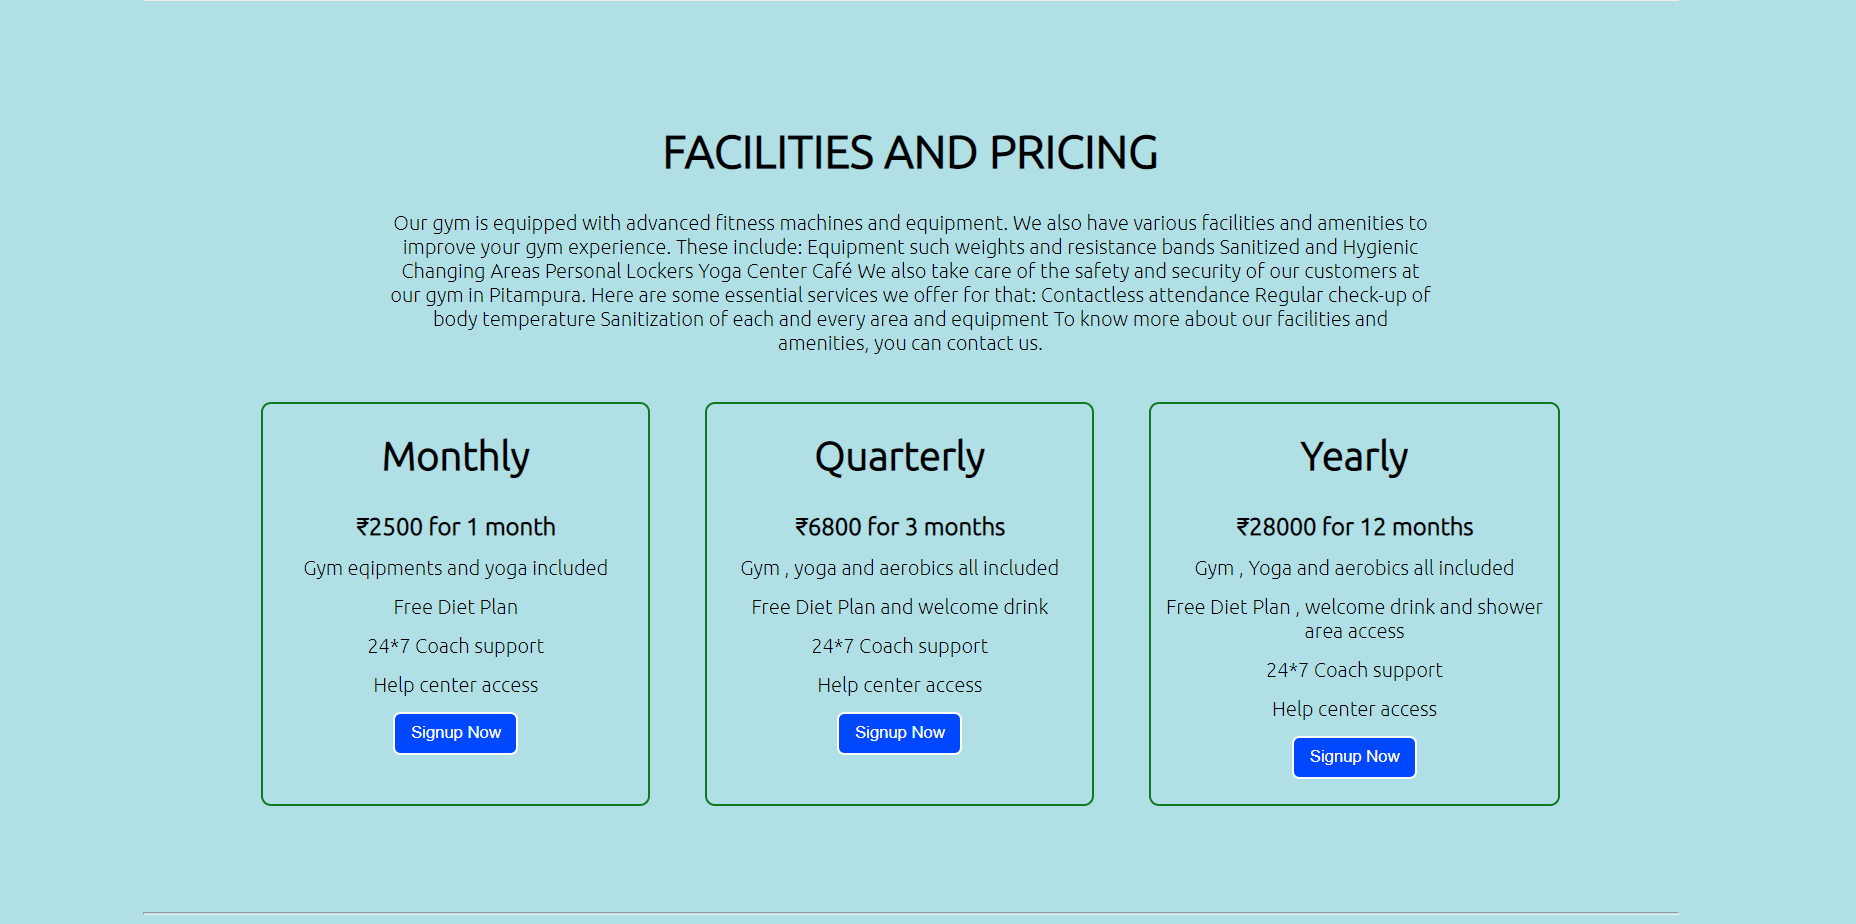 FACILITIES AND PRICING
Our gym is equipped with advanced fitness machines and equipment. We also have various facilities and amenities to
improve your gym experience. These include: Equipment such weights and resistance bands Sanitized and Hygienic
Changing Areas Personal Lockers Yoga Center Café We also take care of the safety and security of our customers at
our gym in Pitampura. Here are some essential services we offer for that: Contactless attendance Regular check-up of
body temperature Sanitization of each and every area and equipment To know more about our facilities and
amenities, you can contact us.
Monthly
₹2500 for 1 month
Gym eqipments and yoga included
Free Diet Plan
24*7 Coach support
Help center access
Signup Now
Quarterly
₹6800 for 3 months
Gym , yoga and aerobics all included
Free Diet Plan and welcome drink
24*7 Coach support
Help center access
Signup Now
Yearly
₹28000 for 12 months
Gym , Yoga and aerobics all included
Free Diet Plan , welcome drink and shower
area access
24*7 Coach support
Help center access
Signup Now